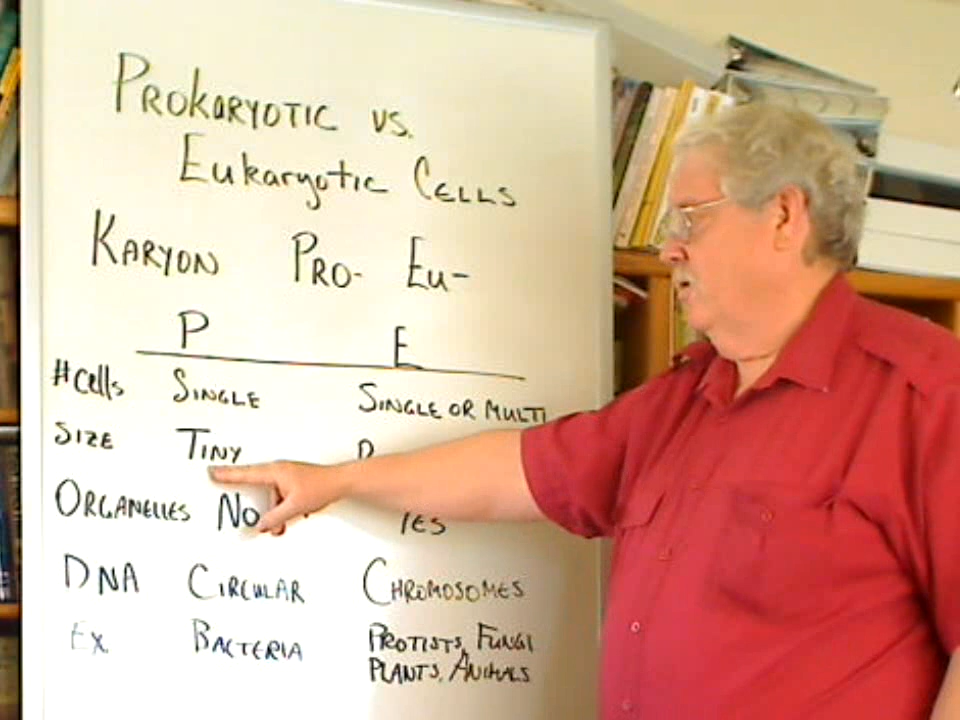 Prokaryotic vs.
Eukaryotic Cells
Karyon Pro- Eu-
P E
#Cells Single Single or Multi
Size Tiny
Organelles No Yes
DNA Circular Chromosomes
Ex. Bacteria Protists, Fungi
Plants, Animals